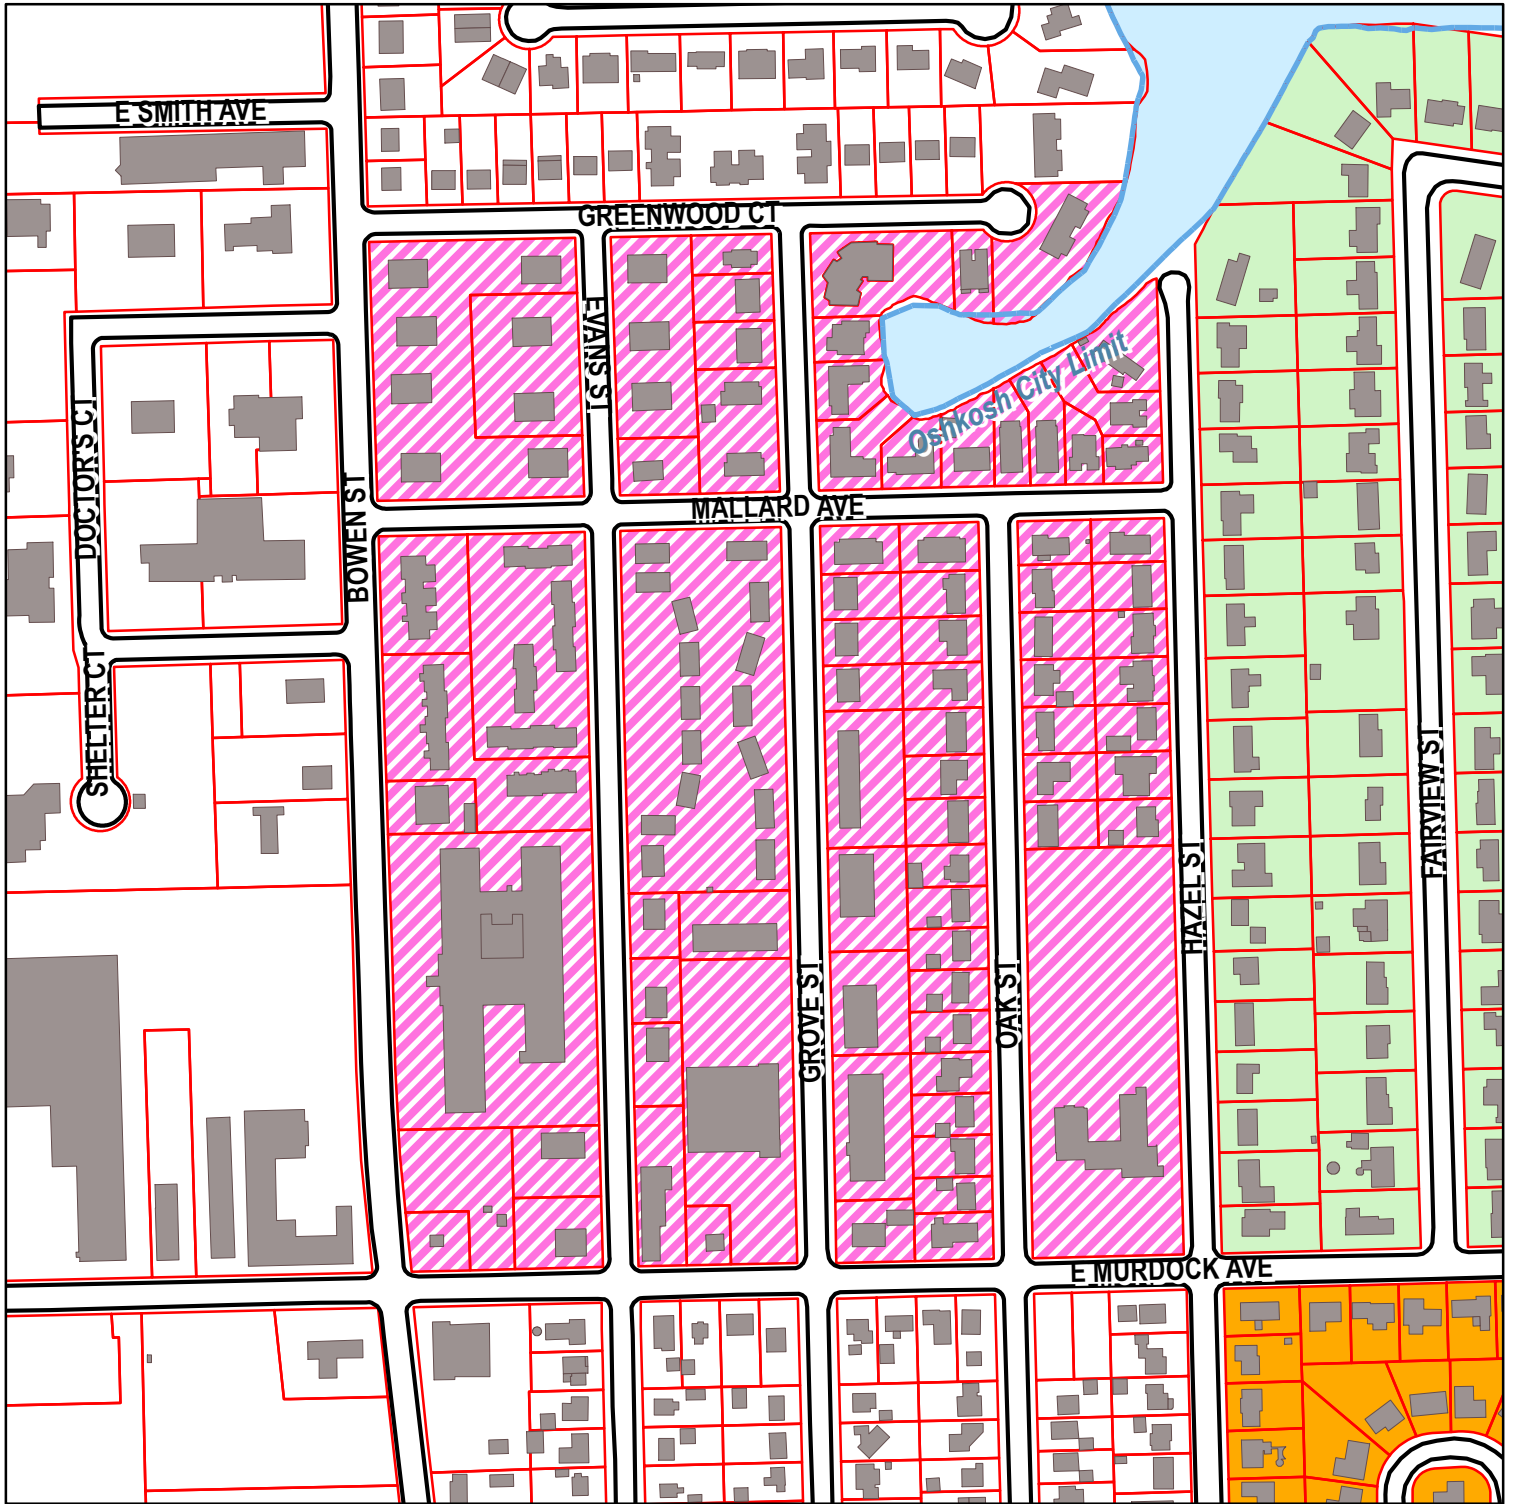 E SMITH AVE
GREENWOOD CT
EVANS ST
Oshkosh City Limit
DOCTOR'S CT
BOWEN ST
MALLARD AVE
SHELTER CT
FAIRVIEW ST
HAZEL ST
GROVE ST
OAK ST
E MURDOCK AVE